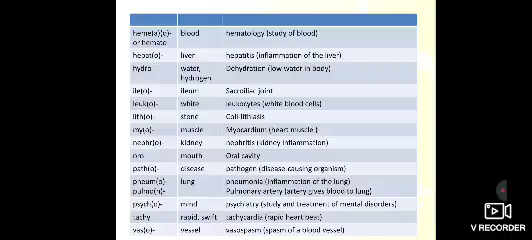 heme(a)(o)- blood hematology (study of blood)
or hemato
hepat(o)- liver hepatitis (inflammation of the liver)
hydro water, Dehydration (low water in body)
hydrogen
ile(o)- ileum Sacroiliac joint
leuk(o)- white leukocytes (white blood cells)
lith(o)- stone Coli-lithiasis
my(o)- muscle Myocardium (heart muscle )
nephr(o)- kidney nephritis (kidney inflammation)
oro mouth Oral cavity
path(o)- disease pathogen (disease-causing organism)
pneum(o)- lung pneumonia (inflammation of the lung)
pulmo(n)- Pulmonary artery (artery gives blood to lung)
psych(o)- mind psychiatry (study and treatment of mental disorders)
tachy rapid, swift tachycardia (rapid heart beat)
vas(o)- vessel vasospasm (spasm of a blood vessel)
V RECORDER